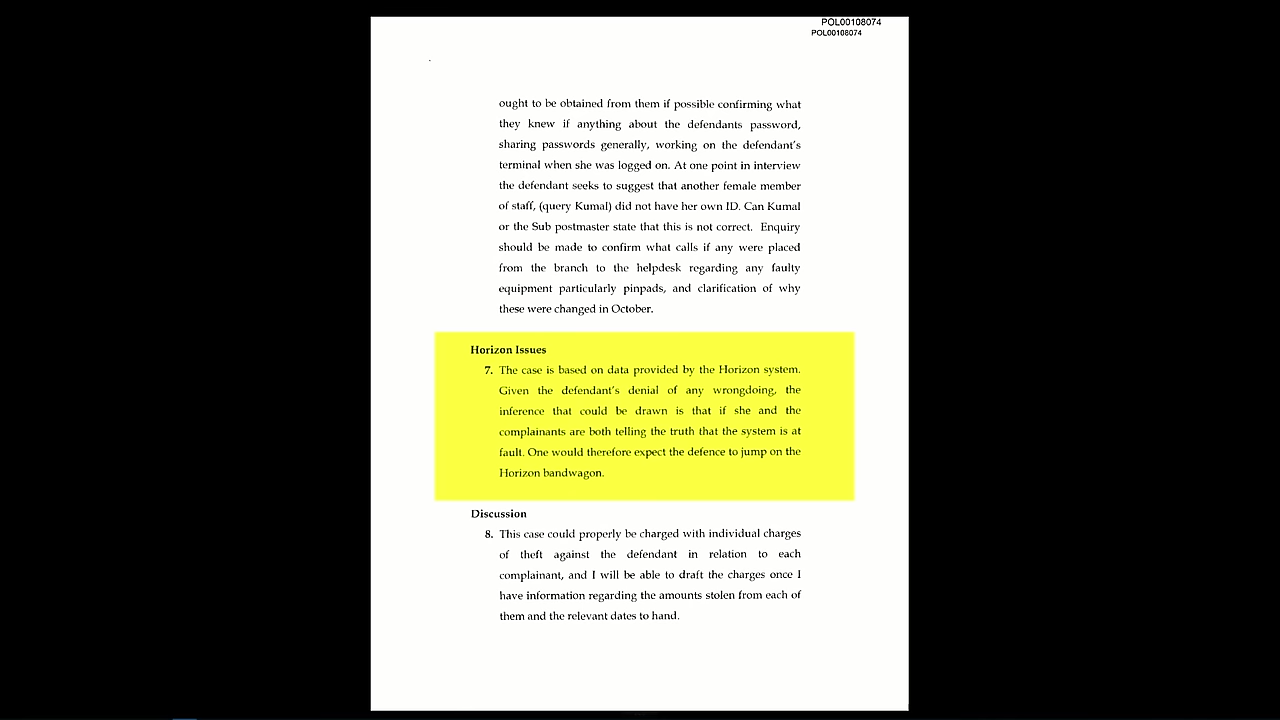 POL00108074
POL00108074
ought to be obtained from them if possible confirming what
they knew if anything about the defendants password,
sharing passwords generally, working on the defendant's
terminal when she was logged on. At one point in interview
the defendant seeks to suggest that another female member
of staff, (query Kumal) did not have her own ID. Can Kumal
or the Sub postmaster state that this is not correct. Enquiry
should be made to confirm what calls if any were placed
from the branch to the helpdesk regarding any faulty
equipment particularly pinpads, and clarification of why
these were changed in October.
Horizon Issues
7. The case is based on data provided by the Horizon system.
Given the defendant's denial of any wrongdoing, the
inference that could be drawn is that if she and the
complainants are both telling the truth that the system is at
fault. One would therefore expect the defence to jump on the
Horizon bandwagon.
Discussion
8. This case could properly be charged with individual charges
of theft against the defendant in relation to each
complainant, and I will be able to draft the charges once I
have information regarding the amounts stolen from each of
them and the relevant dates to hand.